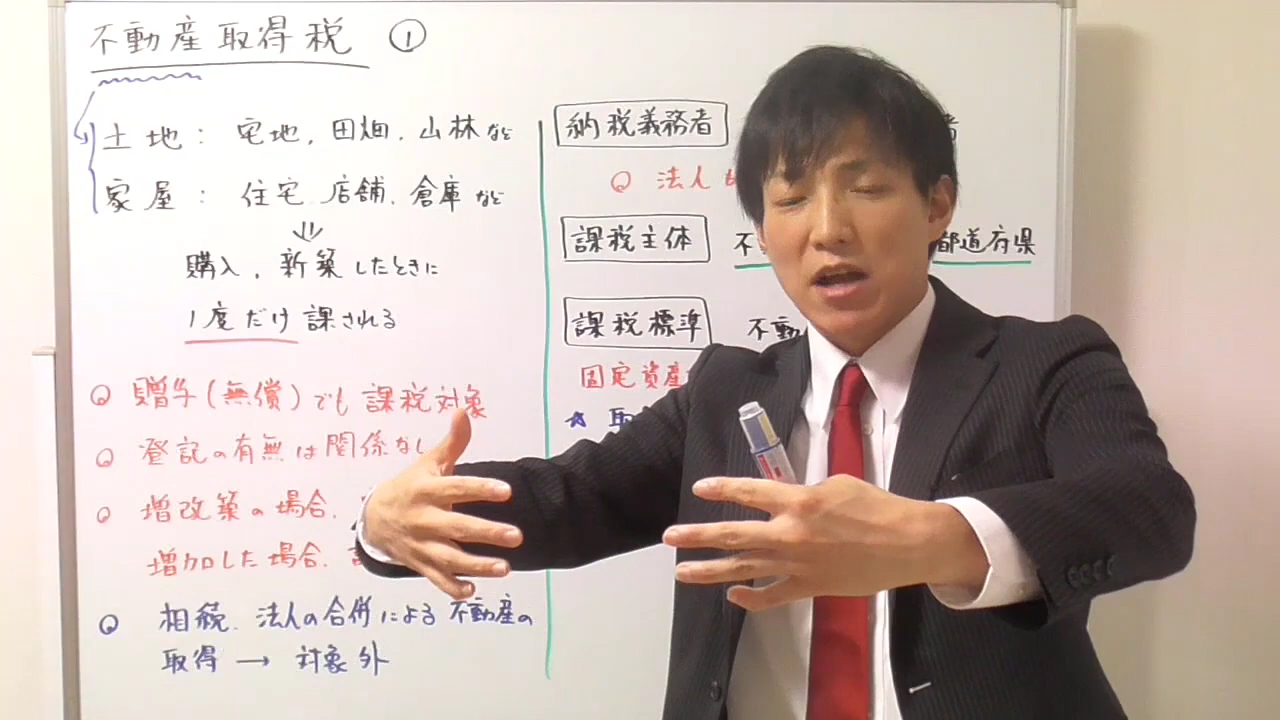 不動産取得税 ①
土地: 宅地, 田畑, 山林など
家屋: 住宅, 店舗, 倉庫など
購入, 新築したときに
1度だけ課される
贈与(無償)でも課税対象
登記の有無は関係なし
増改築の場合,
増加した場合,
相続, 法人の合併による不動産の
取得 → 対象外
納税義務者
法人も
課税主体 不 都道府県
課税標準 不動
固定資産
☆ 取